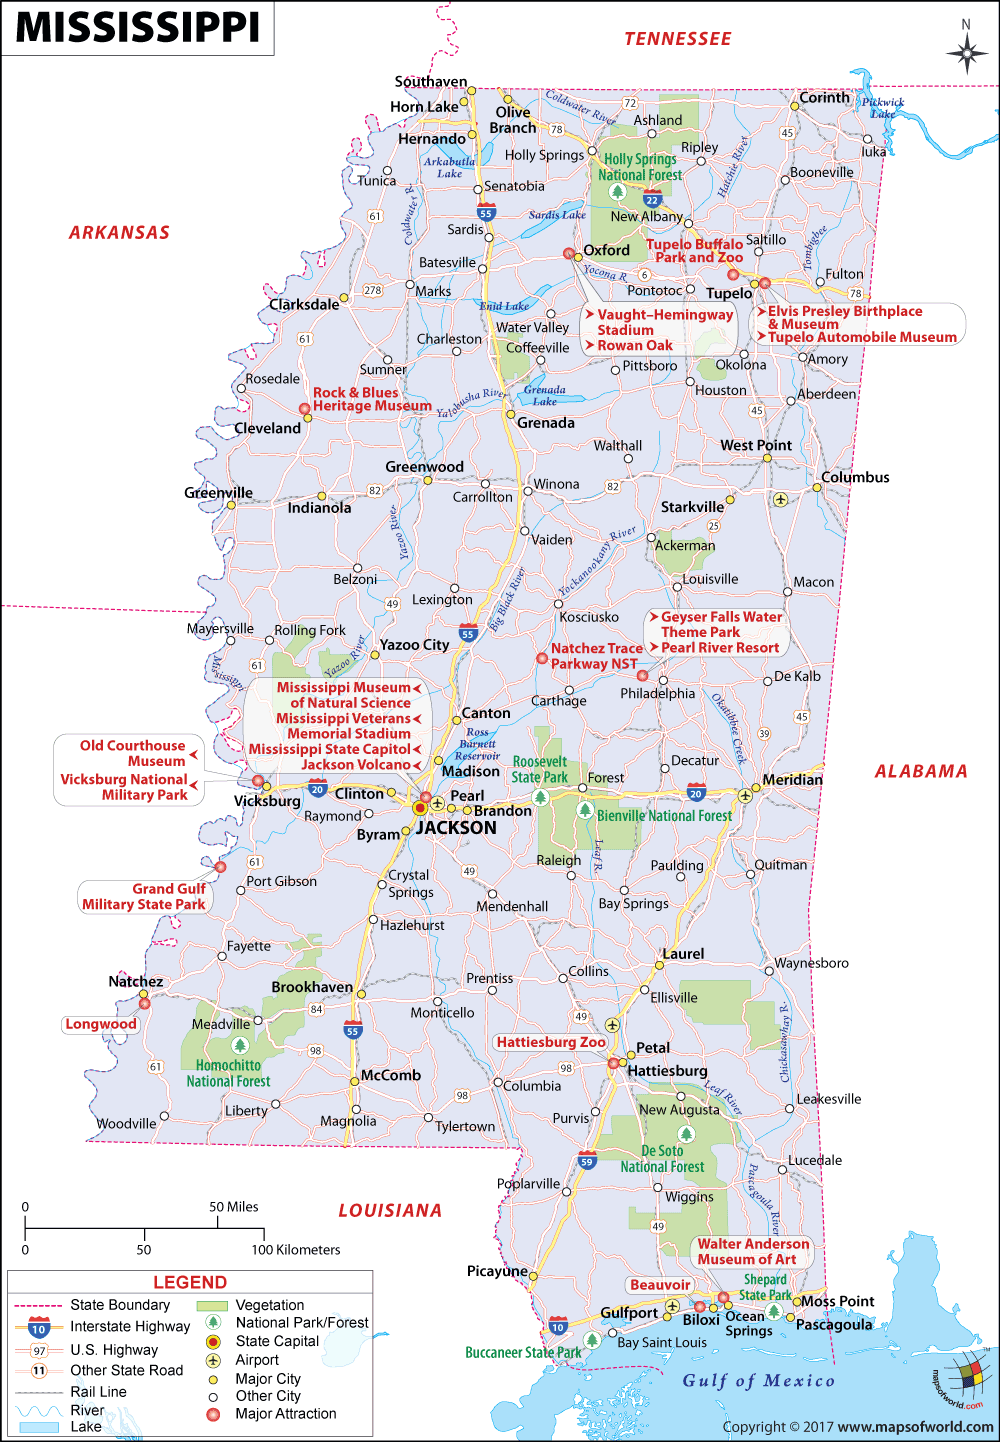 MISSISSIPPI
TENNESSEE
N
Southaven
Horn Lake
Olive
Branch
Coldwater River
72
Corinth
Pickwick
Lake
Hernando
78
Ashland
45
Iuka
Arkabutla
Lake
Holly Springs
Ripley
Hatchie River
Holly Springs
National Forest
Tunica
Senatobia
Booneville
Coldwater R.
61
55
22
Sardis Lake
New Albany
ARKANSAS
Sardis
Oxford
Tupelo Buffalo
Park and Zoo
Saltillo
Tombigbee
Batesville
Yocona R.
6
Fulton
278
Marks
Pontotoc
Tupelo
78
Clarksdale
Enid Lake
Vaught–Hemingway
Stadium
Rowan Oak
Elvis Presley Birthplace
& Museum
Tupelo Automobile Museum
Water Valley
61
Charleston
Coffeeville
Sumner
Pittsboro
Okolona
Amory
Rosedale
Rock & Blues
Heritage Museum
Yalobusha River
Grenada
Lake
Houston
Aberdeen
45
Cleveland
Grenada
Walthall
West Point
Greenwood
Columbus
Greenville
82
Carrollton
Winona
82
Indianola
Starkville
25
Yazoo River
Vaiden
Yockanookany River
Ackerman
Belzoni
Louisville
Macon
Lexington
49
Big Black River
Kosciusko
Mayersville
Rolling Fork
55
Geyser Falls Water
Theme Park
Pearl River Resort
Yazoo City
Natchez Trace
Parkway NST
61
Yazoo River
Mississippi
De Kalb
Mississippi Museum
of Natural Science
Mississippi Veterans
Memorial Stadium
Mississippi State Capitol
Jackson Volcano
Carthage
Philadelphia
Okatibbee Creek
45
Canton
39
Ross
Barnett
Reservoir
Old Courthouse
Museum
Vicksburg National
Military Park
Roosevelt
State Park
Decatur
ALABAMA
Madison
Forest
Meridian
Vicksburg
20
Clinton
Pearl
Brandon
20
Raymond
Bienville National Forest
Byram
JACKSON
Leaf R.
61
Raleigh
Paulding
Quitman
49
Port Gibson
Crystal
Springs
Grand Gulf
Military State Park
Mendenhall
Bay Springs
Hazlehurst
Fayette
Laurel
Waynesboro
Natchez
Brookhaven
Prentiss
Collins
Ellisville
84
Monticello
Longwood
Meadville
49
Chickasawhay R.
55
Hattiesburg Zoo
Petal
98
Homochitto
National Forest
98
Hattiesburg
61
McComb
Columbia
Leaf River
98
Leakesville
Liberty
New Augusta
Woodville
Magnolia
Tylertown
Purvis
De Soto
National Forest
59
Lucedale
Poplarville
Pascagoula River
Wiggins
LOUISIANA
49
0
50 Miles
0
50
100 Kilometers
Walter Anderson
Museum of Art
Picayune
Beauvoir
Shepard
State Park
Moss Point
Gulfport
Biloxi
Ocean
Springs
Pascagoula
10
Bay Saint Louis
Buccaneer State Park
Gulf of Mexico
LEGEND
State Boundary
Vegetation
10
Interstate Highway
National Park/Forest
97
U.S. Highway
State Capital
11
Other State Road
Airport
Rail Line
Major City
River
Other City
Lake
Major Attraction
mapsofworld.com
TM
Copyright © 2017 www.mapsofworld.com